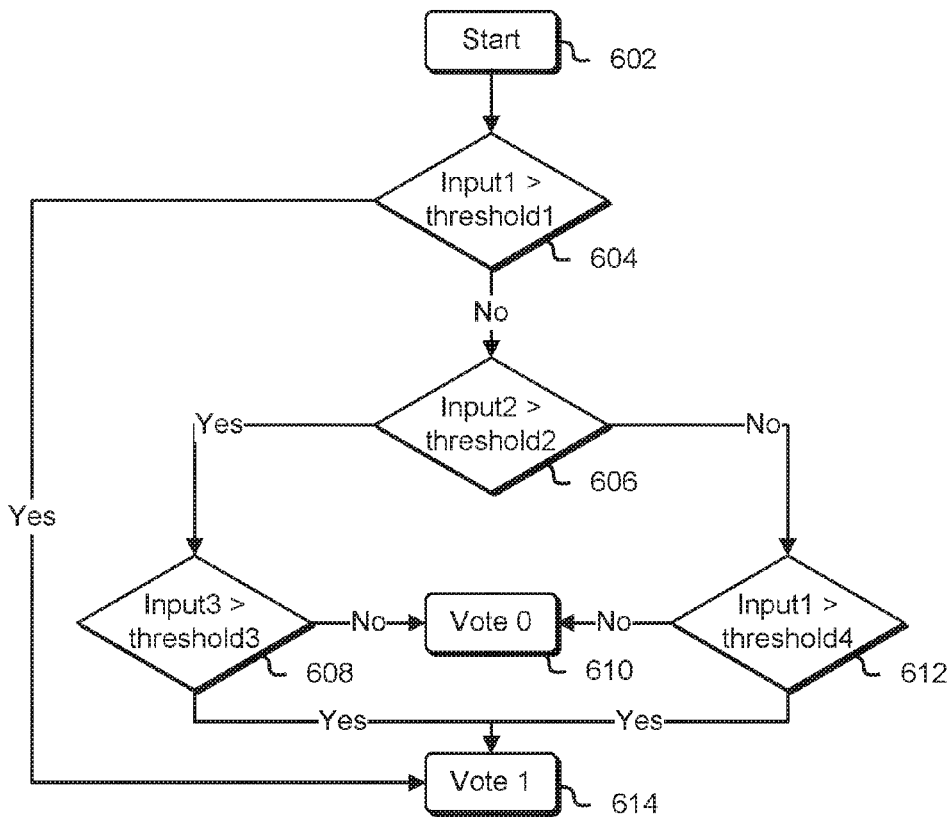 Start
602
Input1 >
threshold1
604
No
Input2 >
threshold2
606
Yes
No
Yes
Input3 >
threshold3
608
No
Vote 0
610
No
Input1 >
threshold4
612
Yes
Yes
Vote 1
614